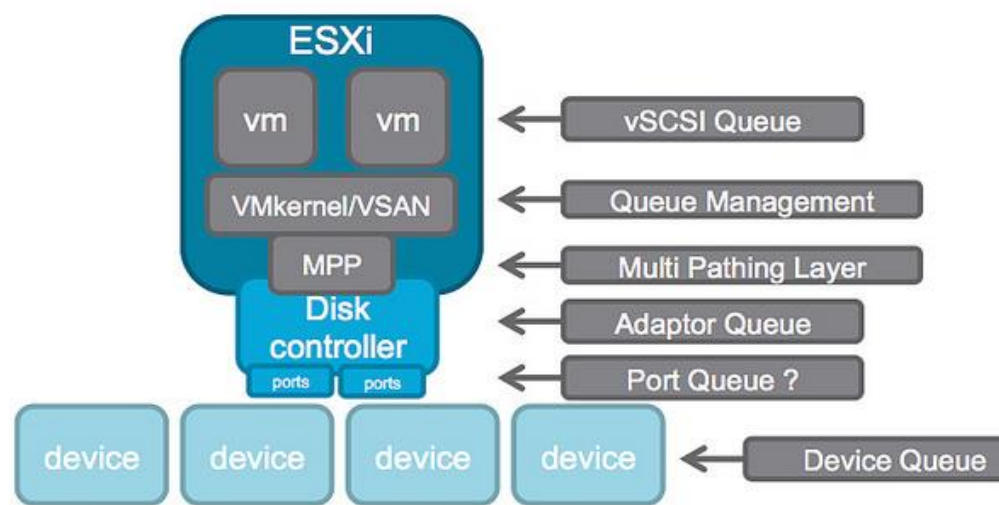 ESXi
vm vm
vSCSI Queue
VMkernel/VSAN
Queue Management
MPP
Multi Pathing Layer
Disk
controller
Adaptor Queue
ports ports
Port Queue ?
device device device device
Device Queue